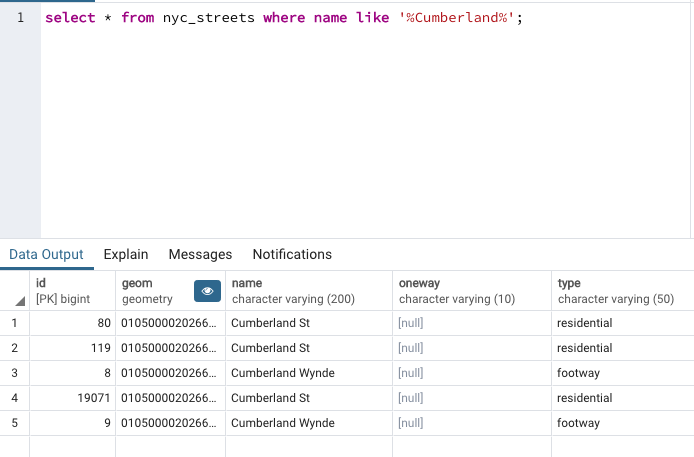 1 select * from nyc_streets where name like '%Cumberland%';
Data Output Explain Messages Notifications
id geom name oneway type
[PK] bigint geometry character varying (200) character varying (10) character varying (50)
1 80 0105000020266... Cumberland St [null] residential
2 119 0105000020266... Cumberland St [null] residential
3 8 0105000020266... Cumberland Wynde [null] footway
4 19071 0105000020266... Cumberland St [null] residential
5 9 0105000020266... Cumberland Wynde [null] footway